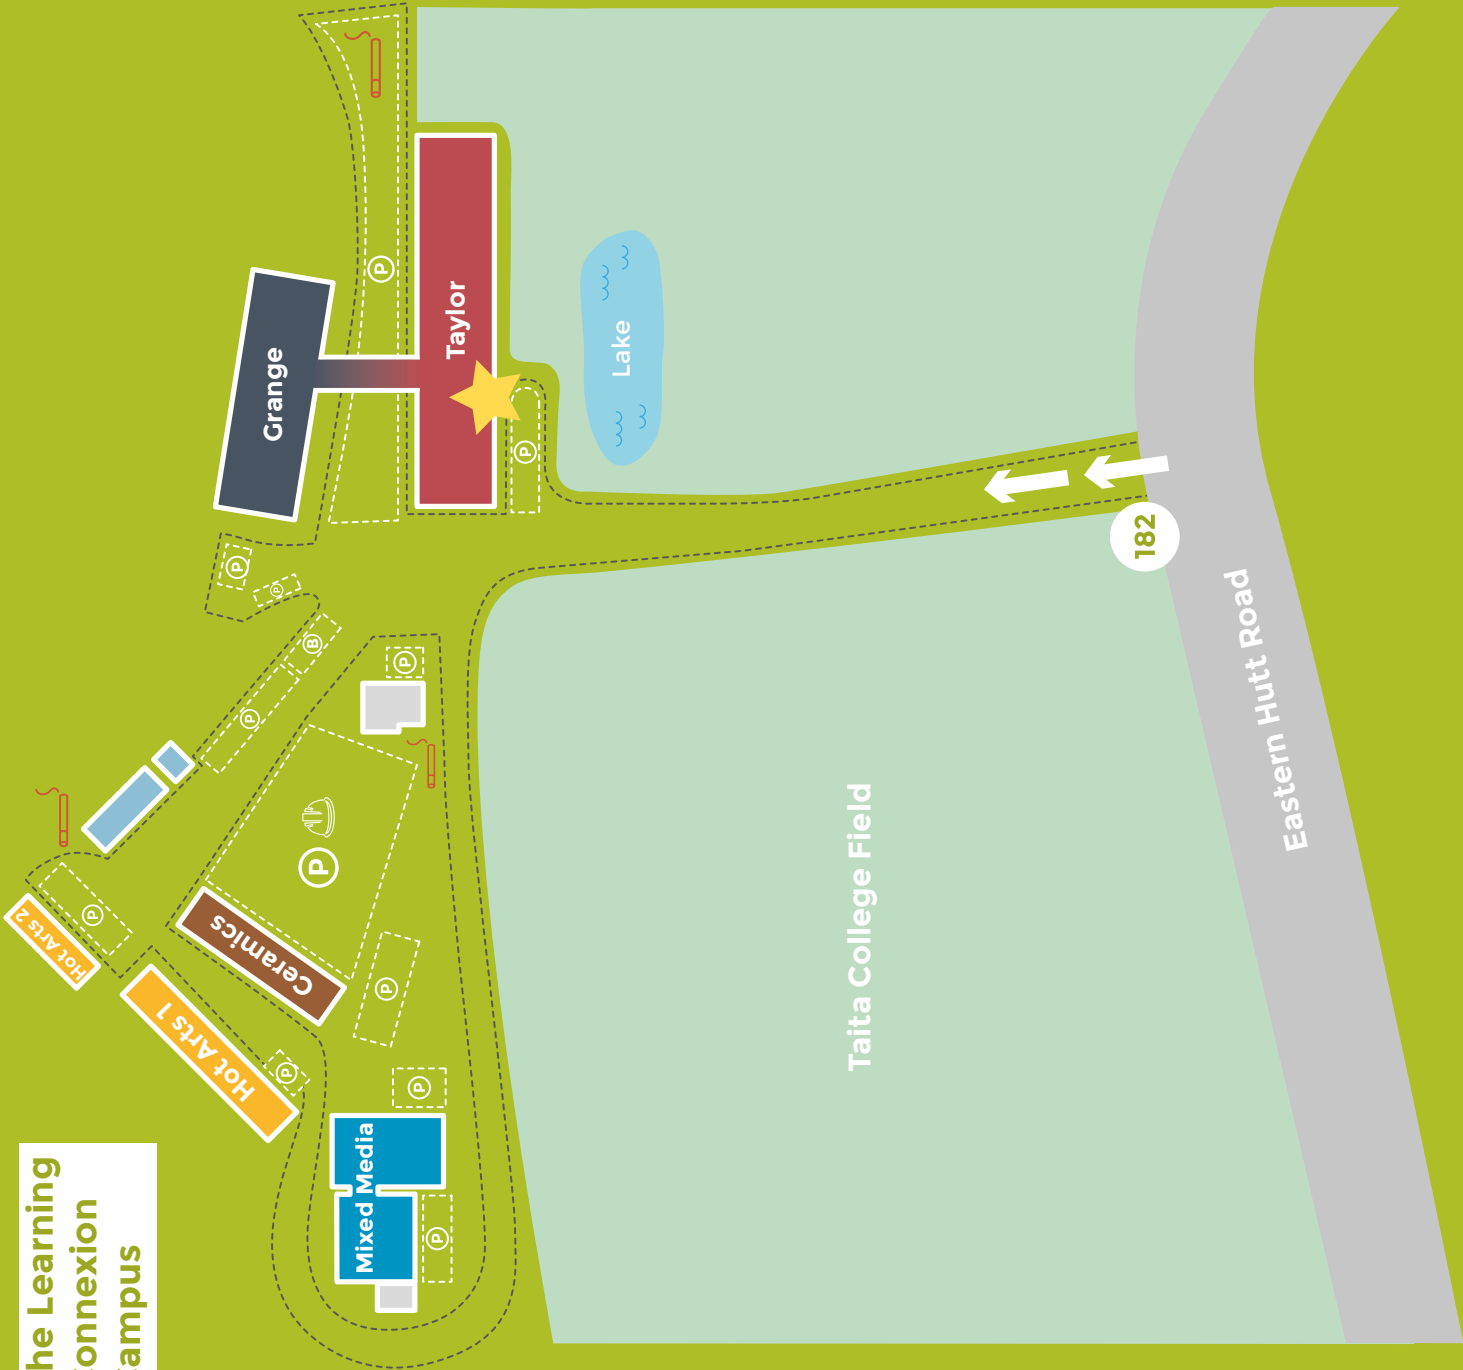 he Learning
onnexion
ampus
Hot Arts 2
P
Hot Arts 1
P
P
Ceramics
Grange
P
P
B
P
Mixed Media
P
P
P
P
P
Taylor
P
Lake
Taita College Field
182
Eastern Hutt Road